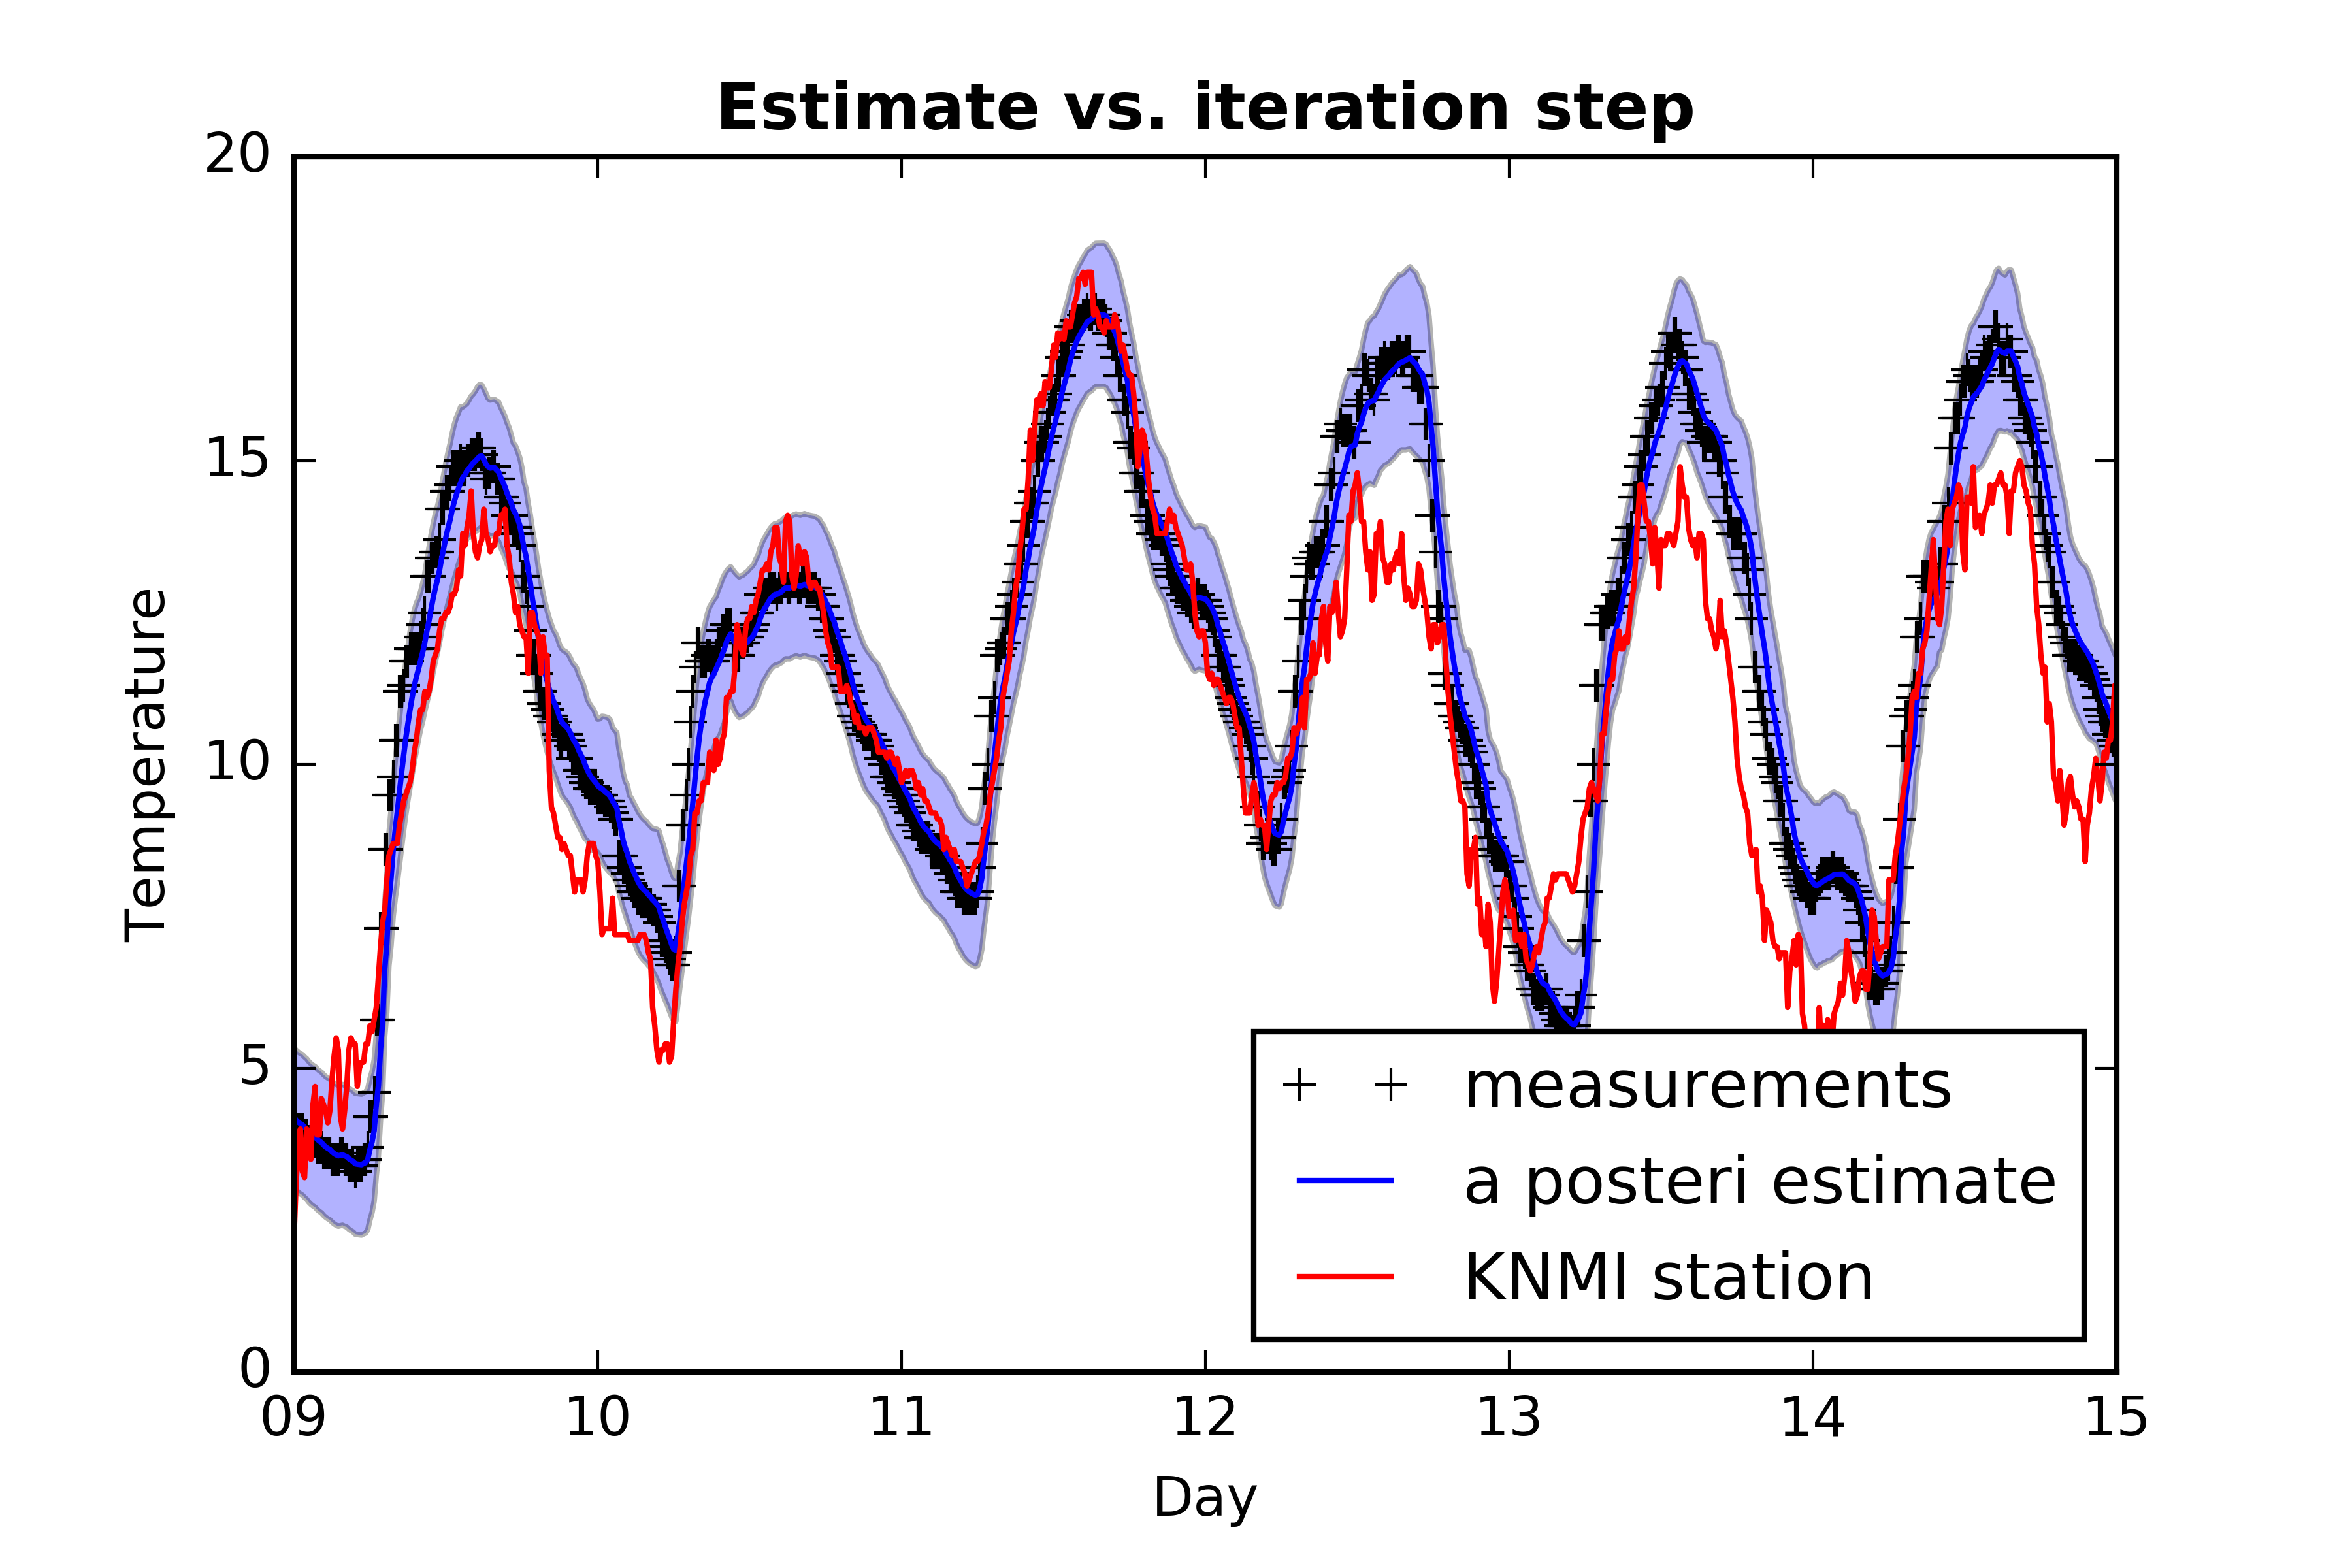 Estimate vs. iteration step
20
15
10
5
0
Temperature
09 10 11 12 13 14 15
Day
measurements
a posteri estimate
KNMI station